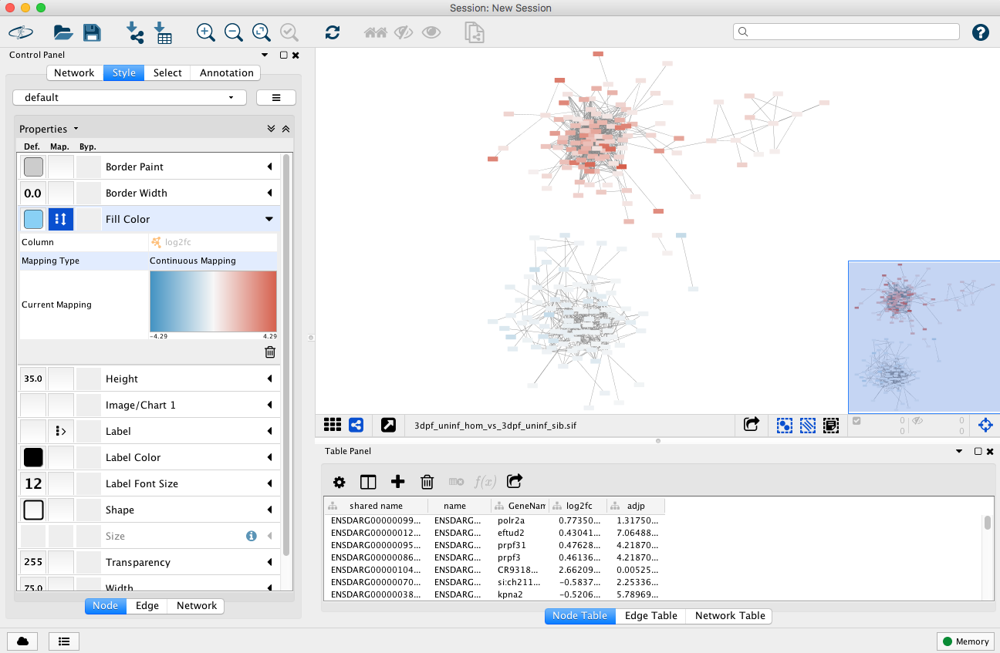 Session: New Session
Control Panel
Network Style Select Annotation
default
Properties
Def. Map. Byp.
Border Paint
0.0 Border Width
Fill Color
Column log2fc
Mapping Type Continuous Mapping
Current Mapping
-4.29 4.29
35.0 Height
Image/Chart 1
Label
Label Color
12 Label Font Size
Shape
Size
255 Transparency
75.0 Width
Node Edge Network
3dpf_uninf_hom_vs_3dpf_uninf_sib.sif
0 0
0 0
Table Panel
f(x)
shared name name GeneNam log2fc adjp
ENSDARG00000099... ENSDARG... polr2a 0.77350... 1.31750...
ENSDARG00000012... ENSDARG... eftud2 0.43041... 7.06488...
ENSDARG00000095... ENSDARG... prpf31 0.47628... 4.21870...
ENSDARG00000086... ENSDARG... prpf3 0.46136... 4.21870...
ENSDARG00000104... ENSDARG... CR9318... 2.66209... 0.00525...
ENSDARG00000070... ENSDARG... si:ch211... -0.5837... 2.25336...
ENSDARG00000038... ENSDARG... kpna2 -0.5206... 5.78969...
Node Table Edge Table Network Table
Memory